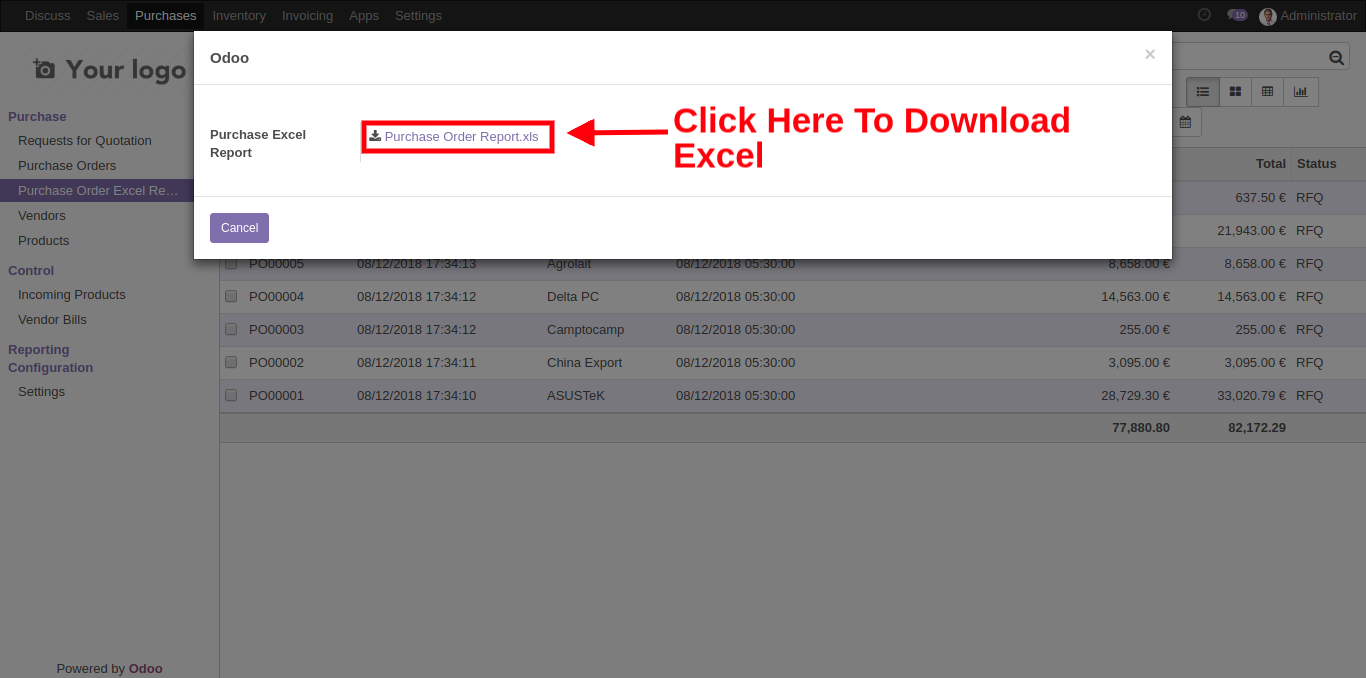 Discuss Sales Purchases Inventory Invoicing Apps Settings 10 Administrator
Your logo
Odoo ×
Purchase Excel Report
Purchase Order Report.xls
Click Here To Download
Excel
Cancel
Purchase
Requests for Quotation
Purchase Orders
Purchase Order Excel Re…
Vendors
Products
Control
Incoming Products
Vendor Bills
Reporting
Configuration
Settings
Total Status
637.50 € RFQ
21,943.00 € RFQ
PO00005 08/12/2018 17:34:13 Agrolait 08/12/2018 05:30:00 8,658.00 € 8,658.00 € RFQ
PO00004 08/12/2018 17:34:12 Delta PC 08/12/2018 05:30:00 14,563.00 € 14,563.00 € RFQ
PO00003 08/12/2018 17:34:12 Camptocamp 08/12/2018 05:30:00 255.00 € 255.00 € RFQ
PO00002 08/12/2018 17:34:11 China Export 08/12/2018 05:30:00 3,095.00 € 3,095.00 € RFQ
PO00001 08/12/2018 17:34:10 ASUSTeK 08/12/2018 05:30:00 28,729.30 € 33,020.79 € RFQ
77,880.80 82,172.29
Powered by Odoo